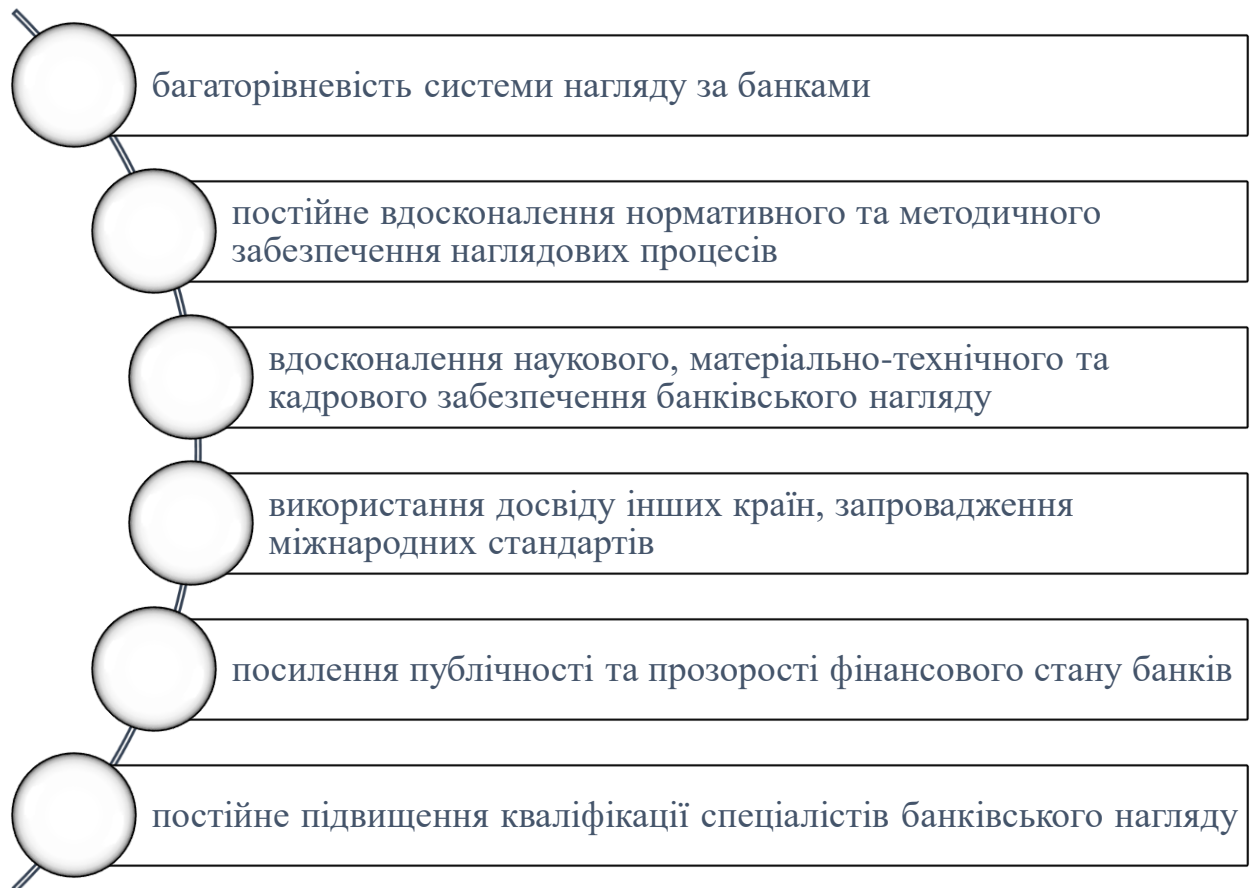 багаторівневість системи нагляду за банками
постійне вдосконалення нормативного та методичного
забезпечення наглядових процесів
вдосконалення наукового, матеріально-технічного та
кадрового забезпечення банківського нагляду
використання досвіду інших країн, запровадження
міжнародних стандартів
посилення публічності та прозорості фінансового стану банків
постійне підвищення кваліфікації спеціалістів банківського нагляду